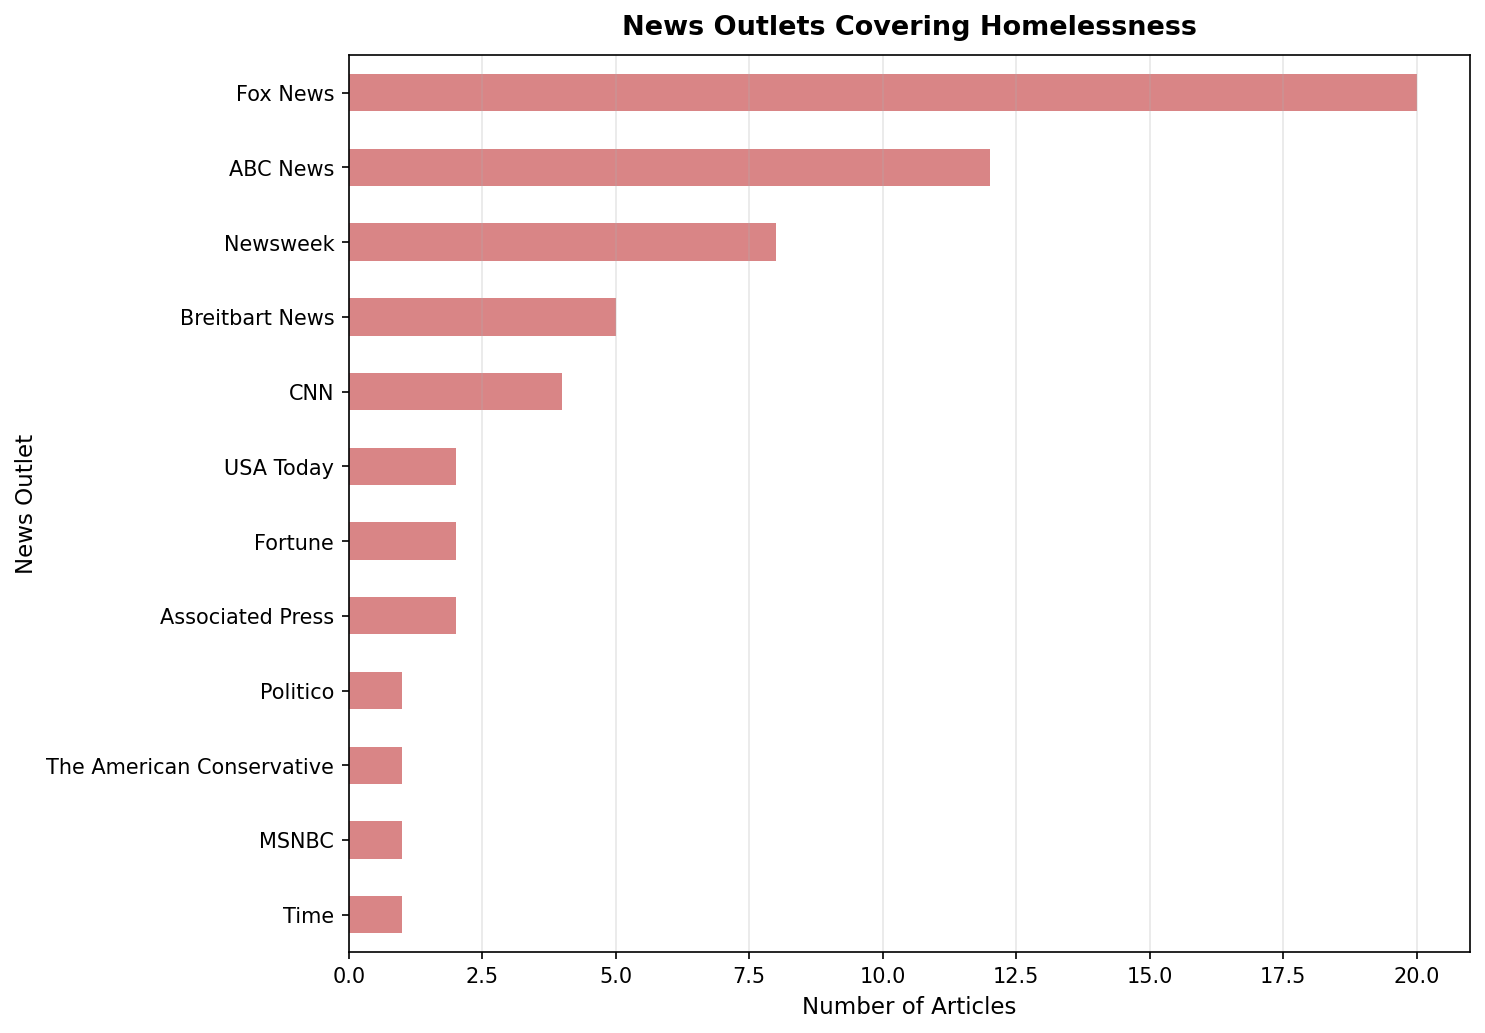 News Outlets Covering Homelessness
Fox News
ABC News
Newsweek
Breitbart News
CNN
USA Today
Fortune
Associated Press
Politico
The American Conservative
MSNBC
Time
News Outlet
0.0 2.5 5.0 7.5 10.0 12.5 15.0 17.5 20.0
Number of Articles